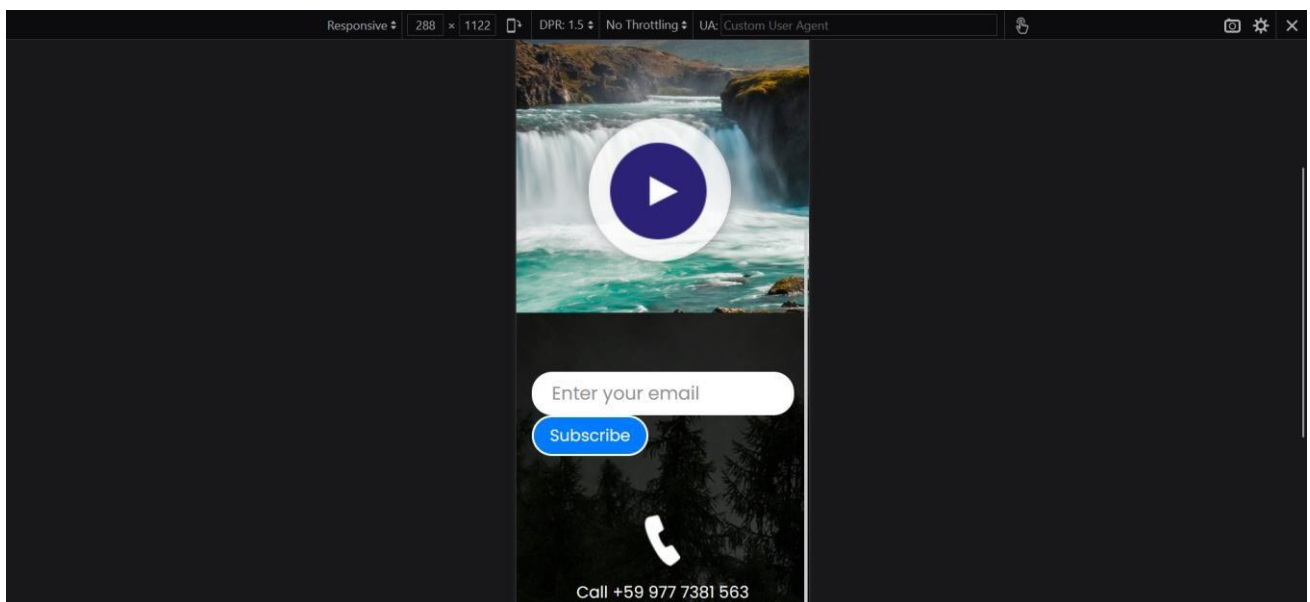 Responsive 288 × 1122 DPR: 1.5 No Throttling UA: Custom User Agent
Enter your email
Subscribe
Call +59 977 7381 563